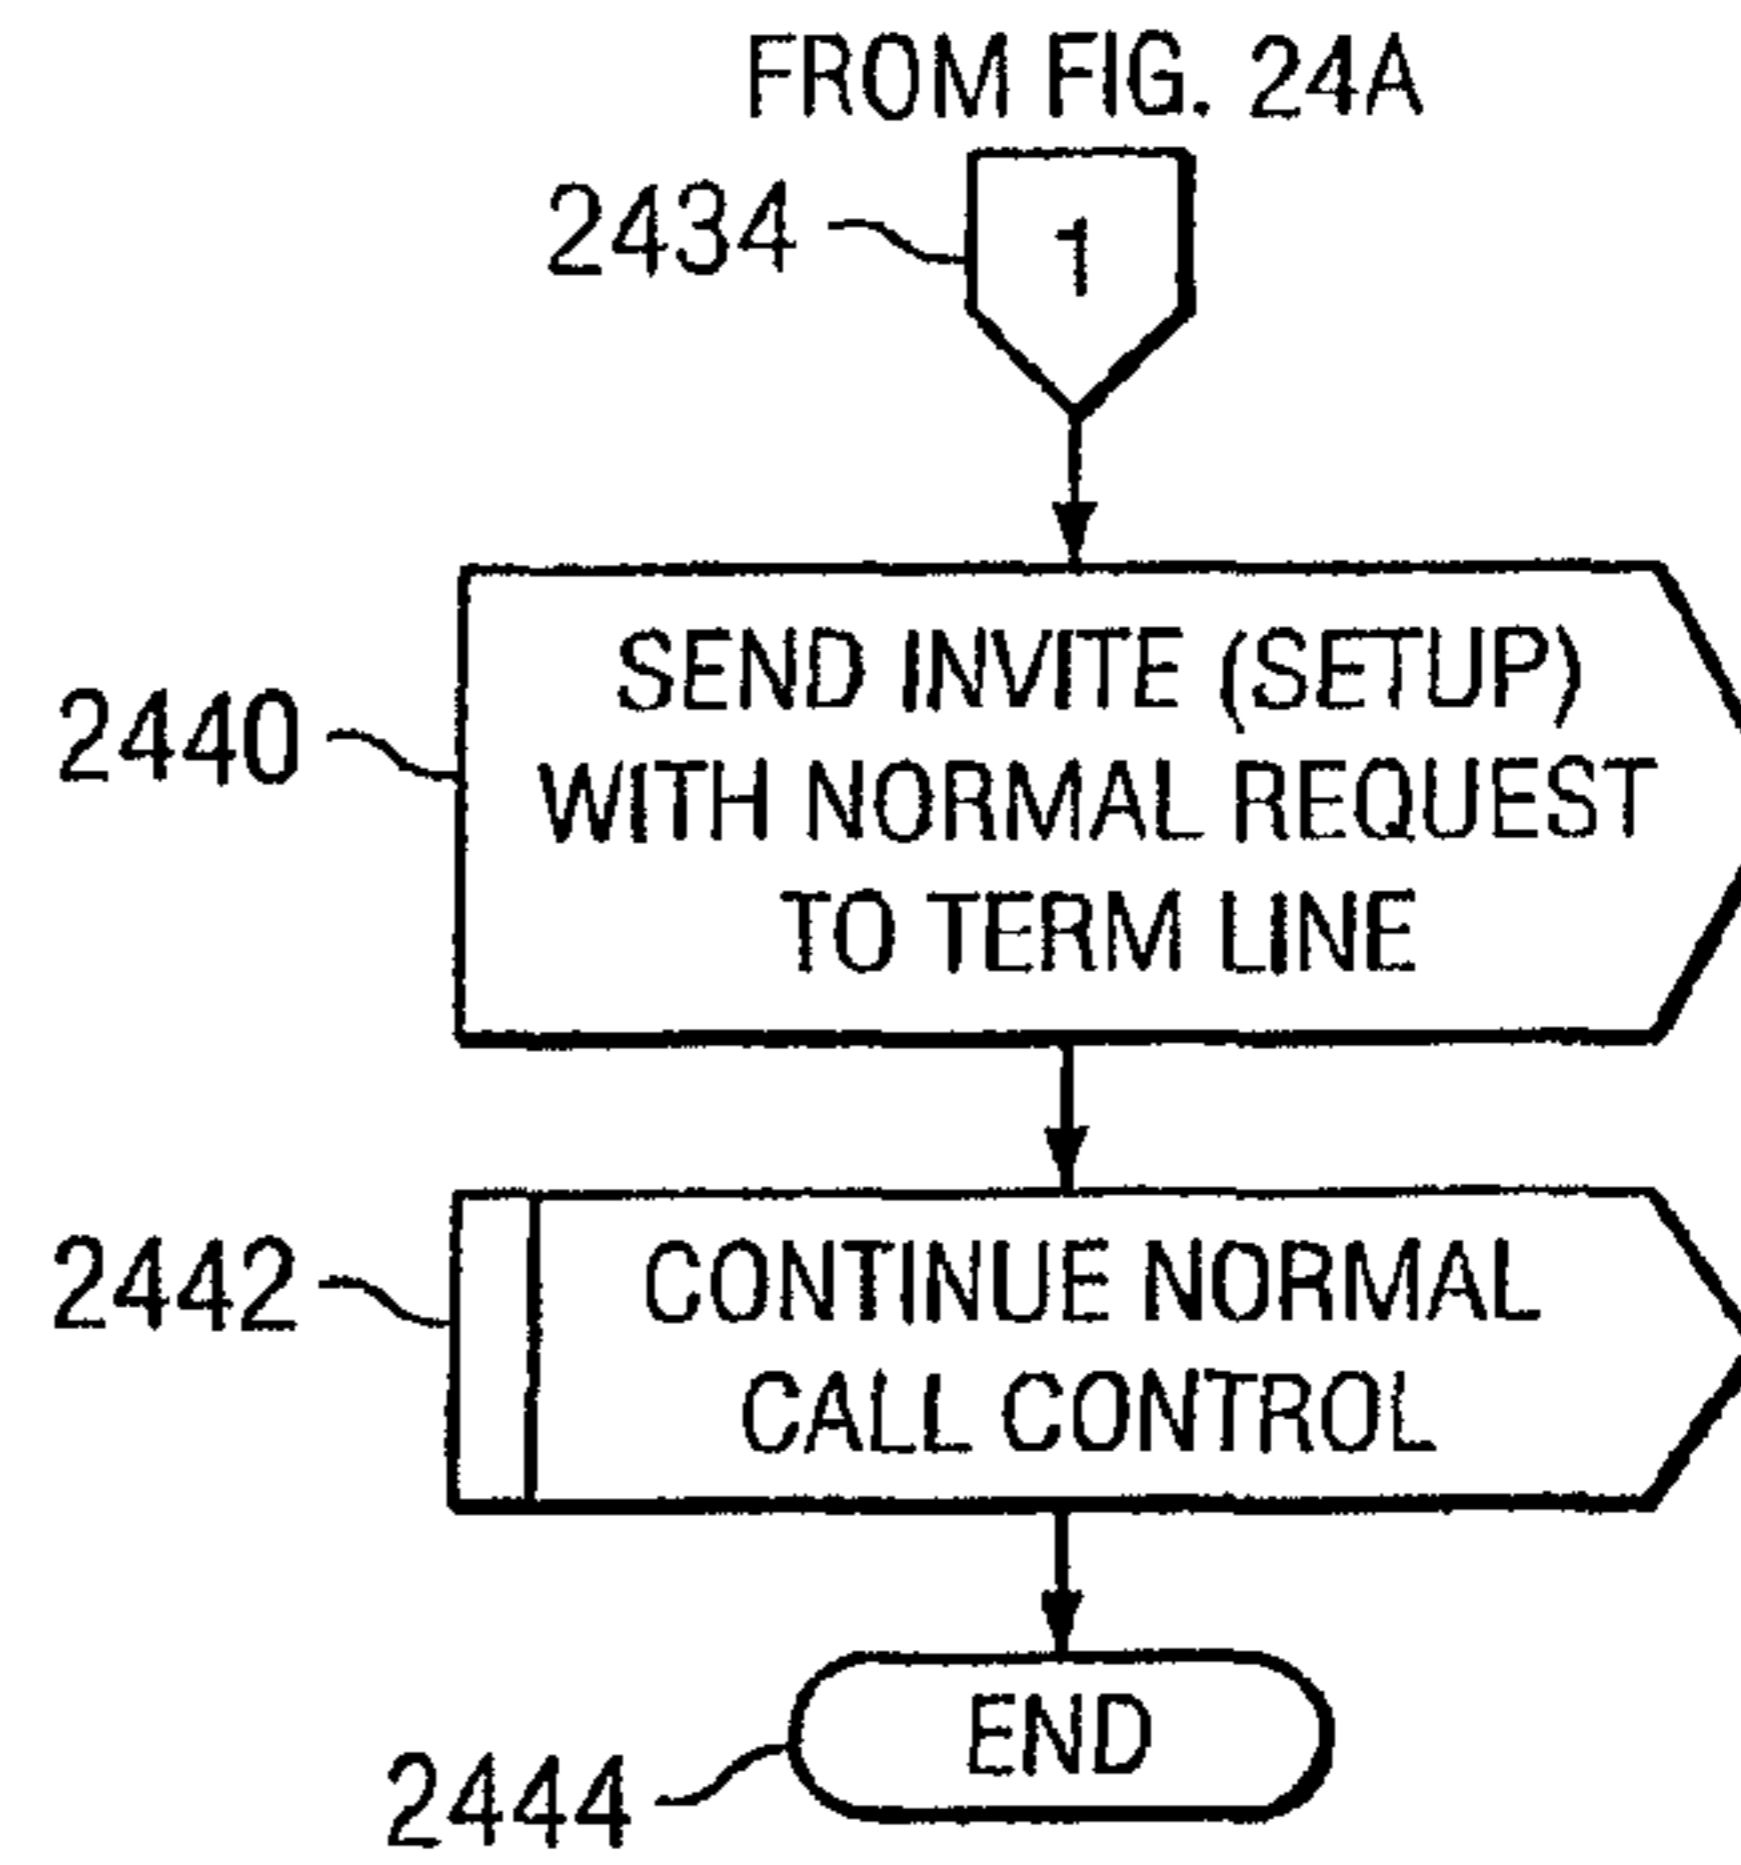 FROM FIG. 24A
2434
1
2440
SEND INVITE (SETUP)
WITH NORMAL REQUEST
TO TERM LINE
2442
CONTINUE NORMAL
CALL CONTROL
END
2444